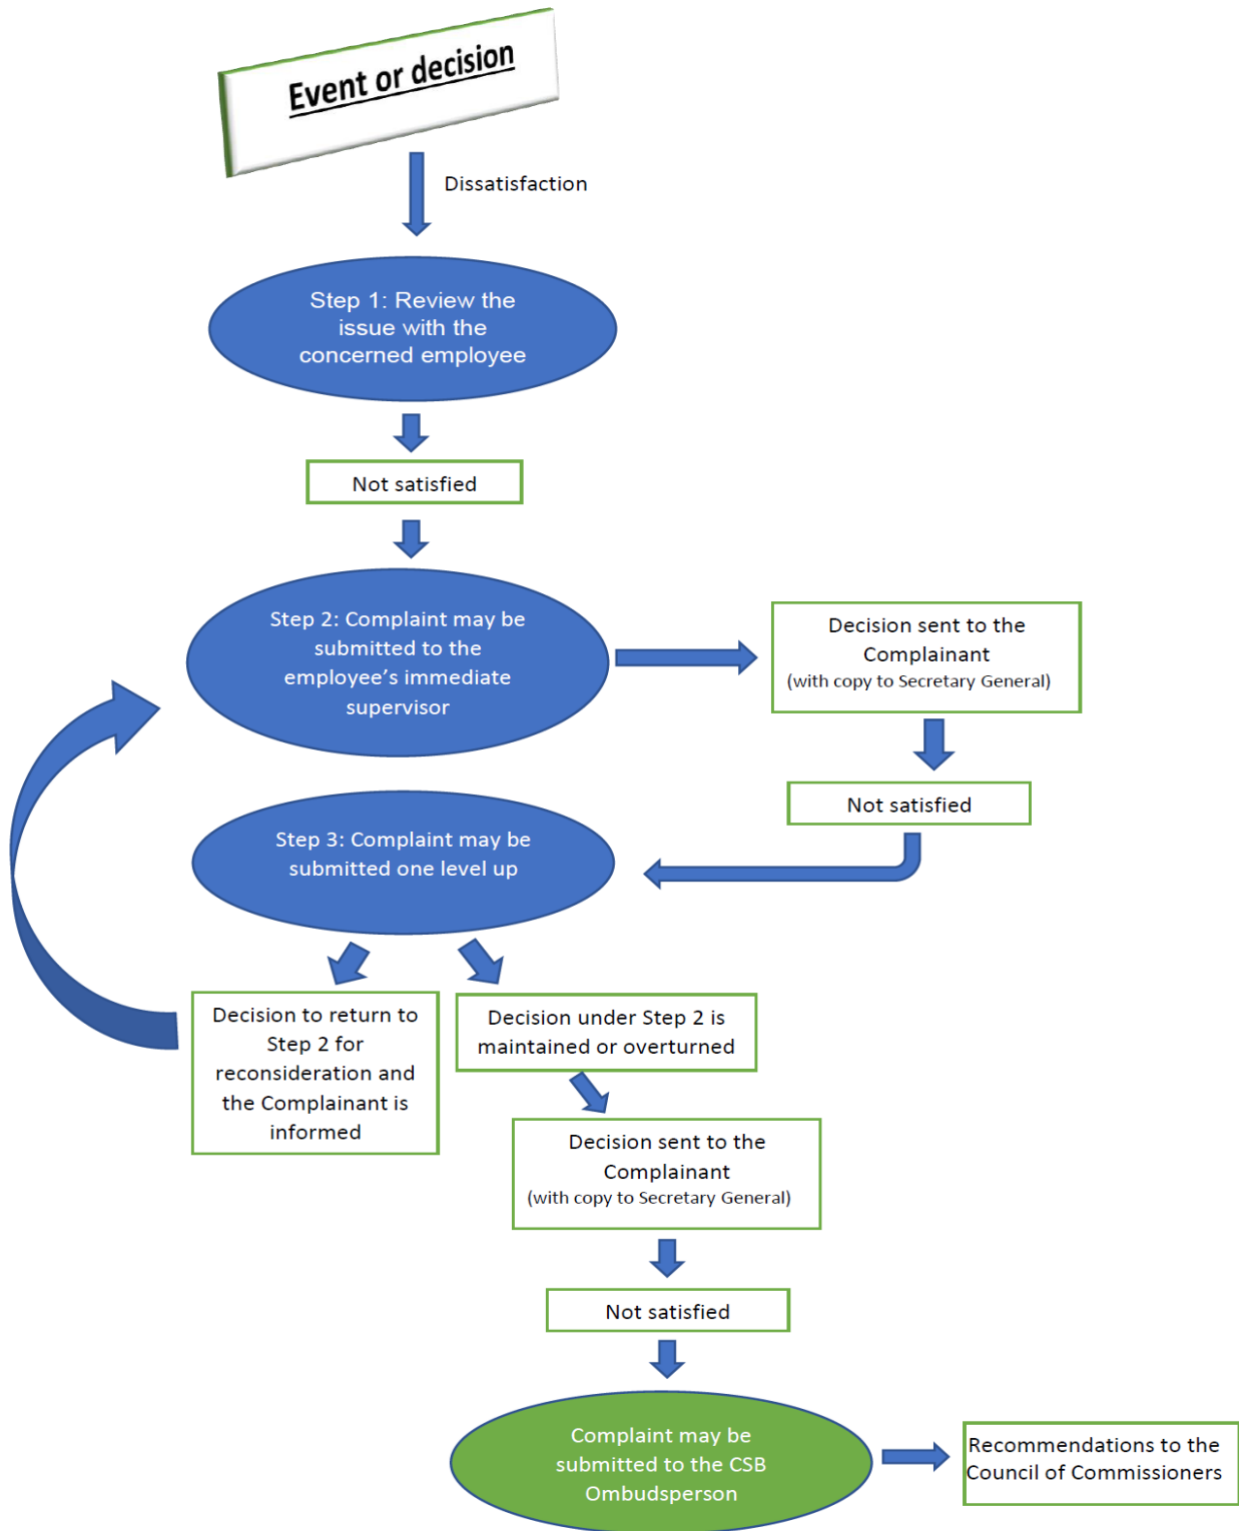 Event or decision
Dissatisfaction
Step 1: Review the
issue with the
concerned employee
Not satisfied
Step 2: Complaint may be
submitted to the
employee’s immediate
supervisor
Decision sent to the
Complainant
(with copy to Secretary General)
Not satisfied
Step 3: Complaint may be
submitted one level up
Decision to return to
Step 2 for
reconsideration and
the Complainant is
informed
Decision under Step 2 is
maintained or overturned
Decision sent to the
Complainant
(with copy to Secretary General)
Not satisfied
Complaint may be
submitted to the CSB
Ombudsperson
Recommendations to the
Council of Commissioners